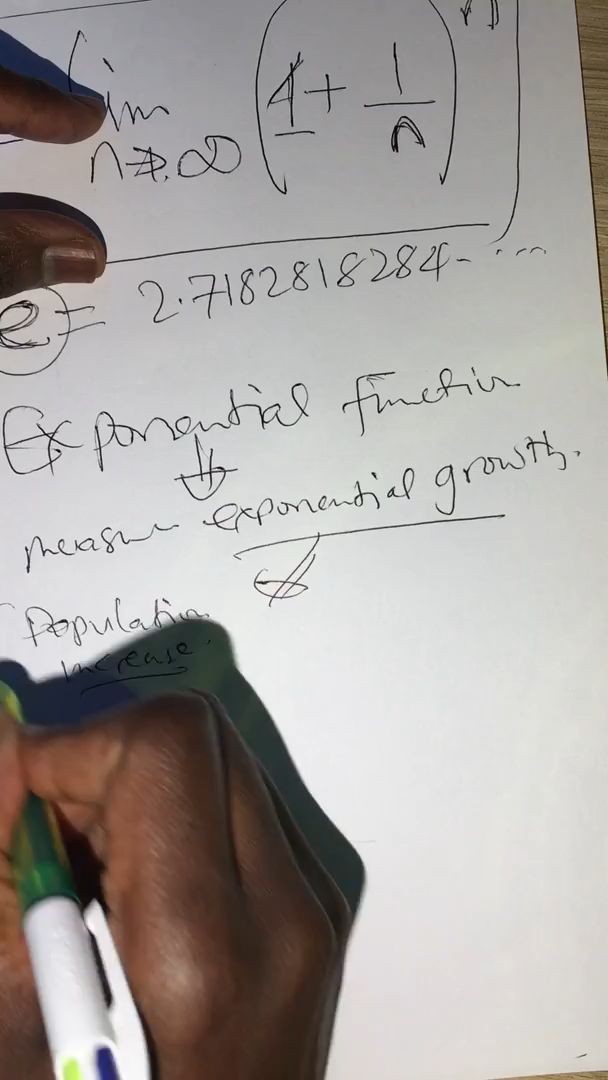 lim (1 + 1/n)^n
n→∞
e = 2.7182818284-....
Exponential function
measure exponential growth.
Population
increase.